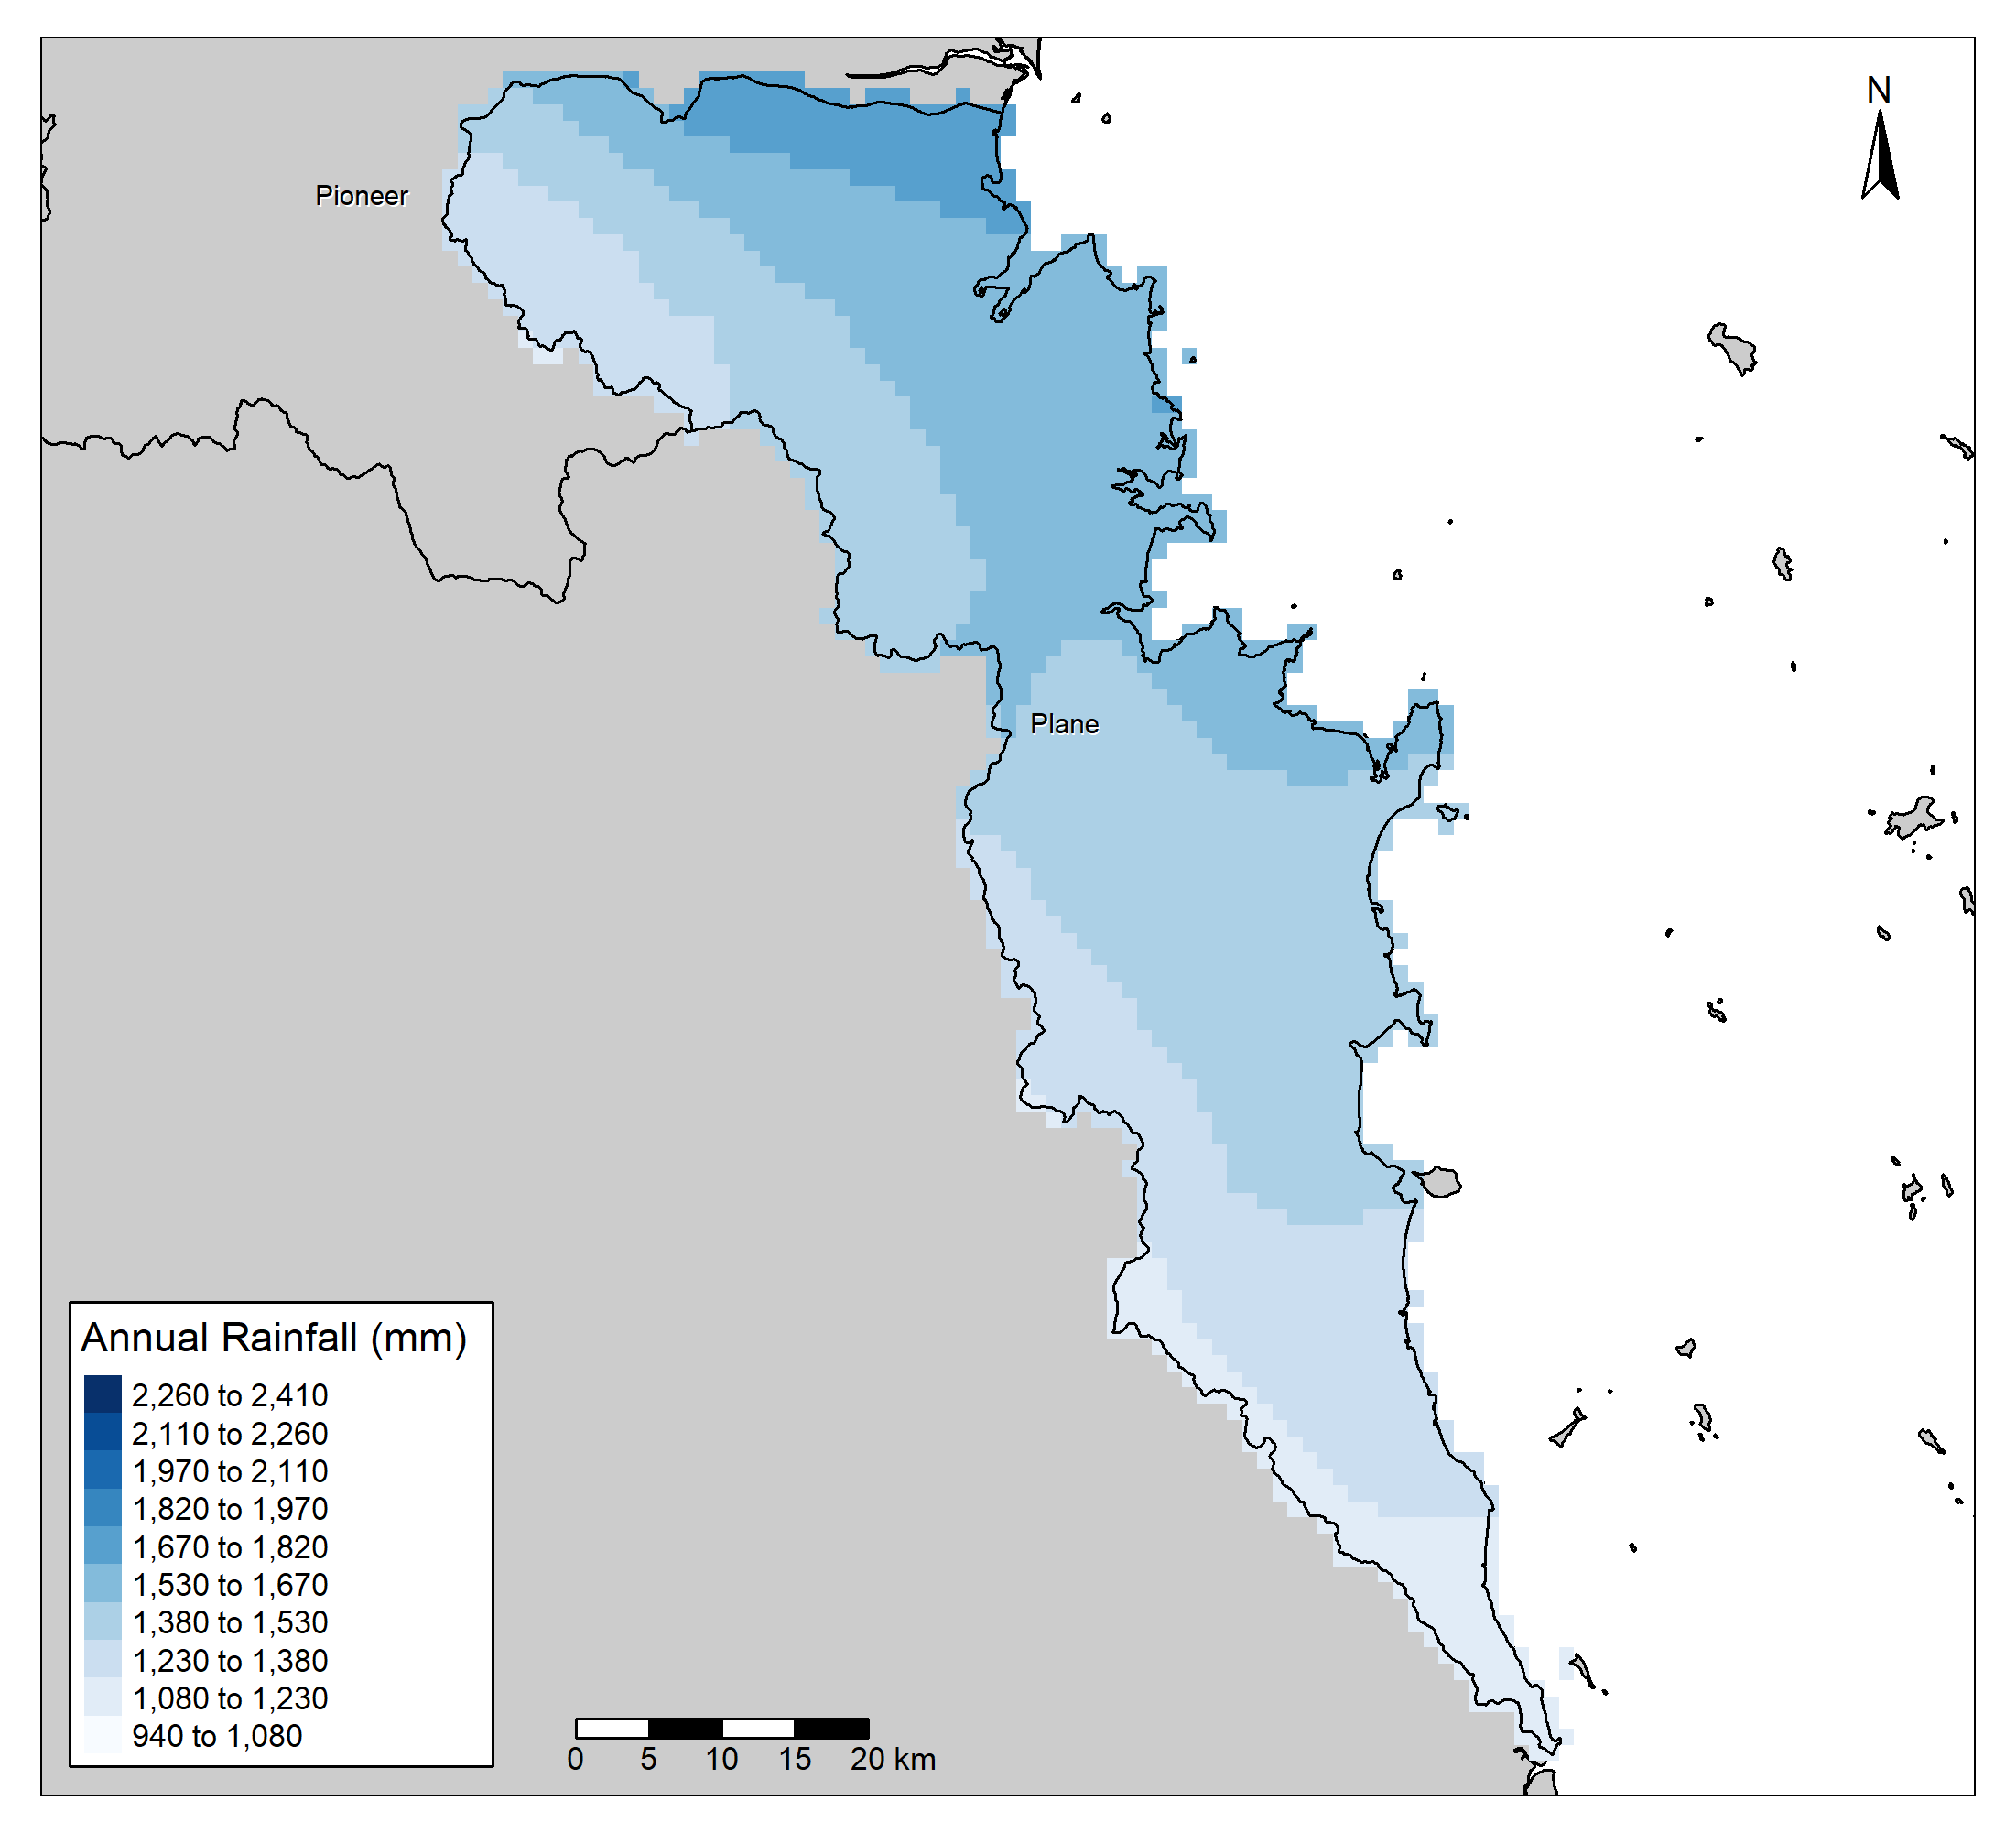 N
Pioneer
Plane
Annual Rainfall (mm)
2,260 to 2,410
2,110 to 2,260
1,970 to 2,110
1,820 to 1,970
1,670 to 1,820
1,530 to 1,670
1,380 to 1,530
1,230 to 1,380
1,080 to 1,230
940 to 1,080
0 5 10 15 20 km